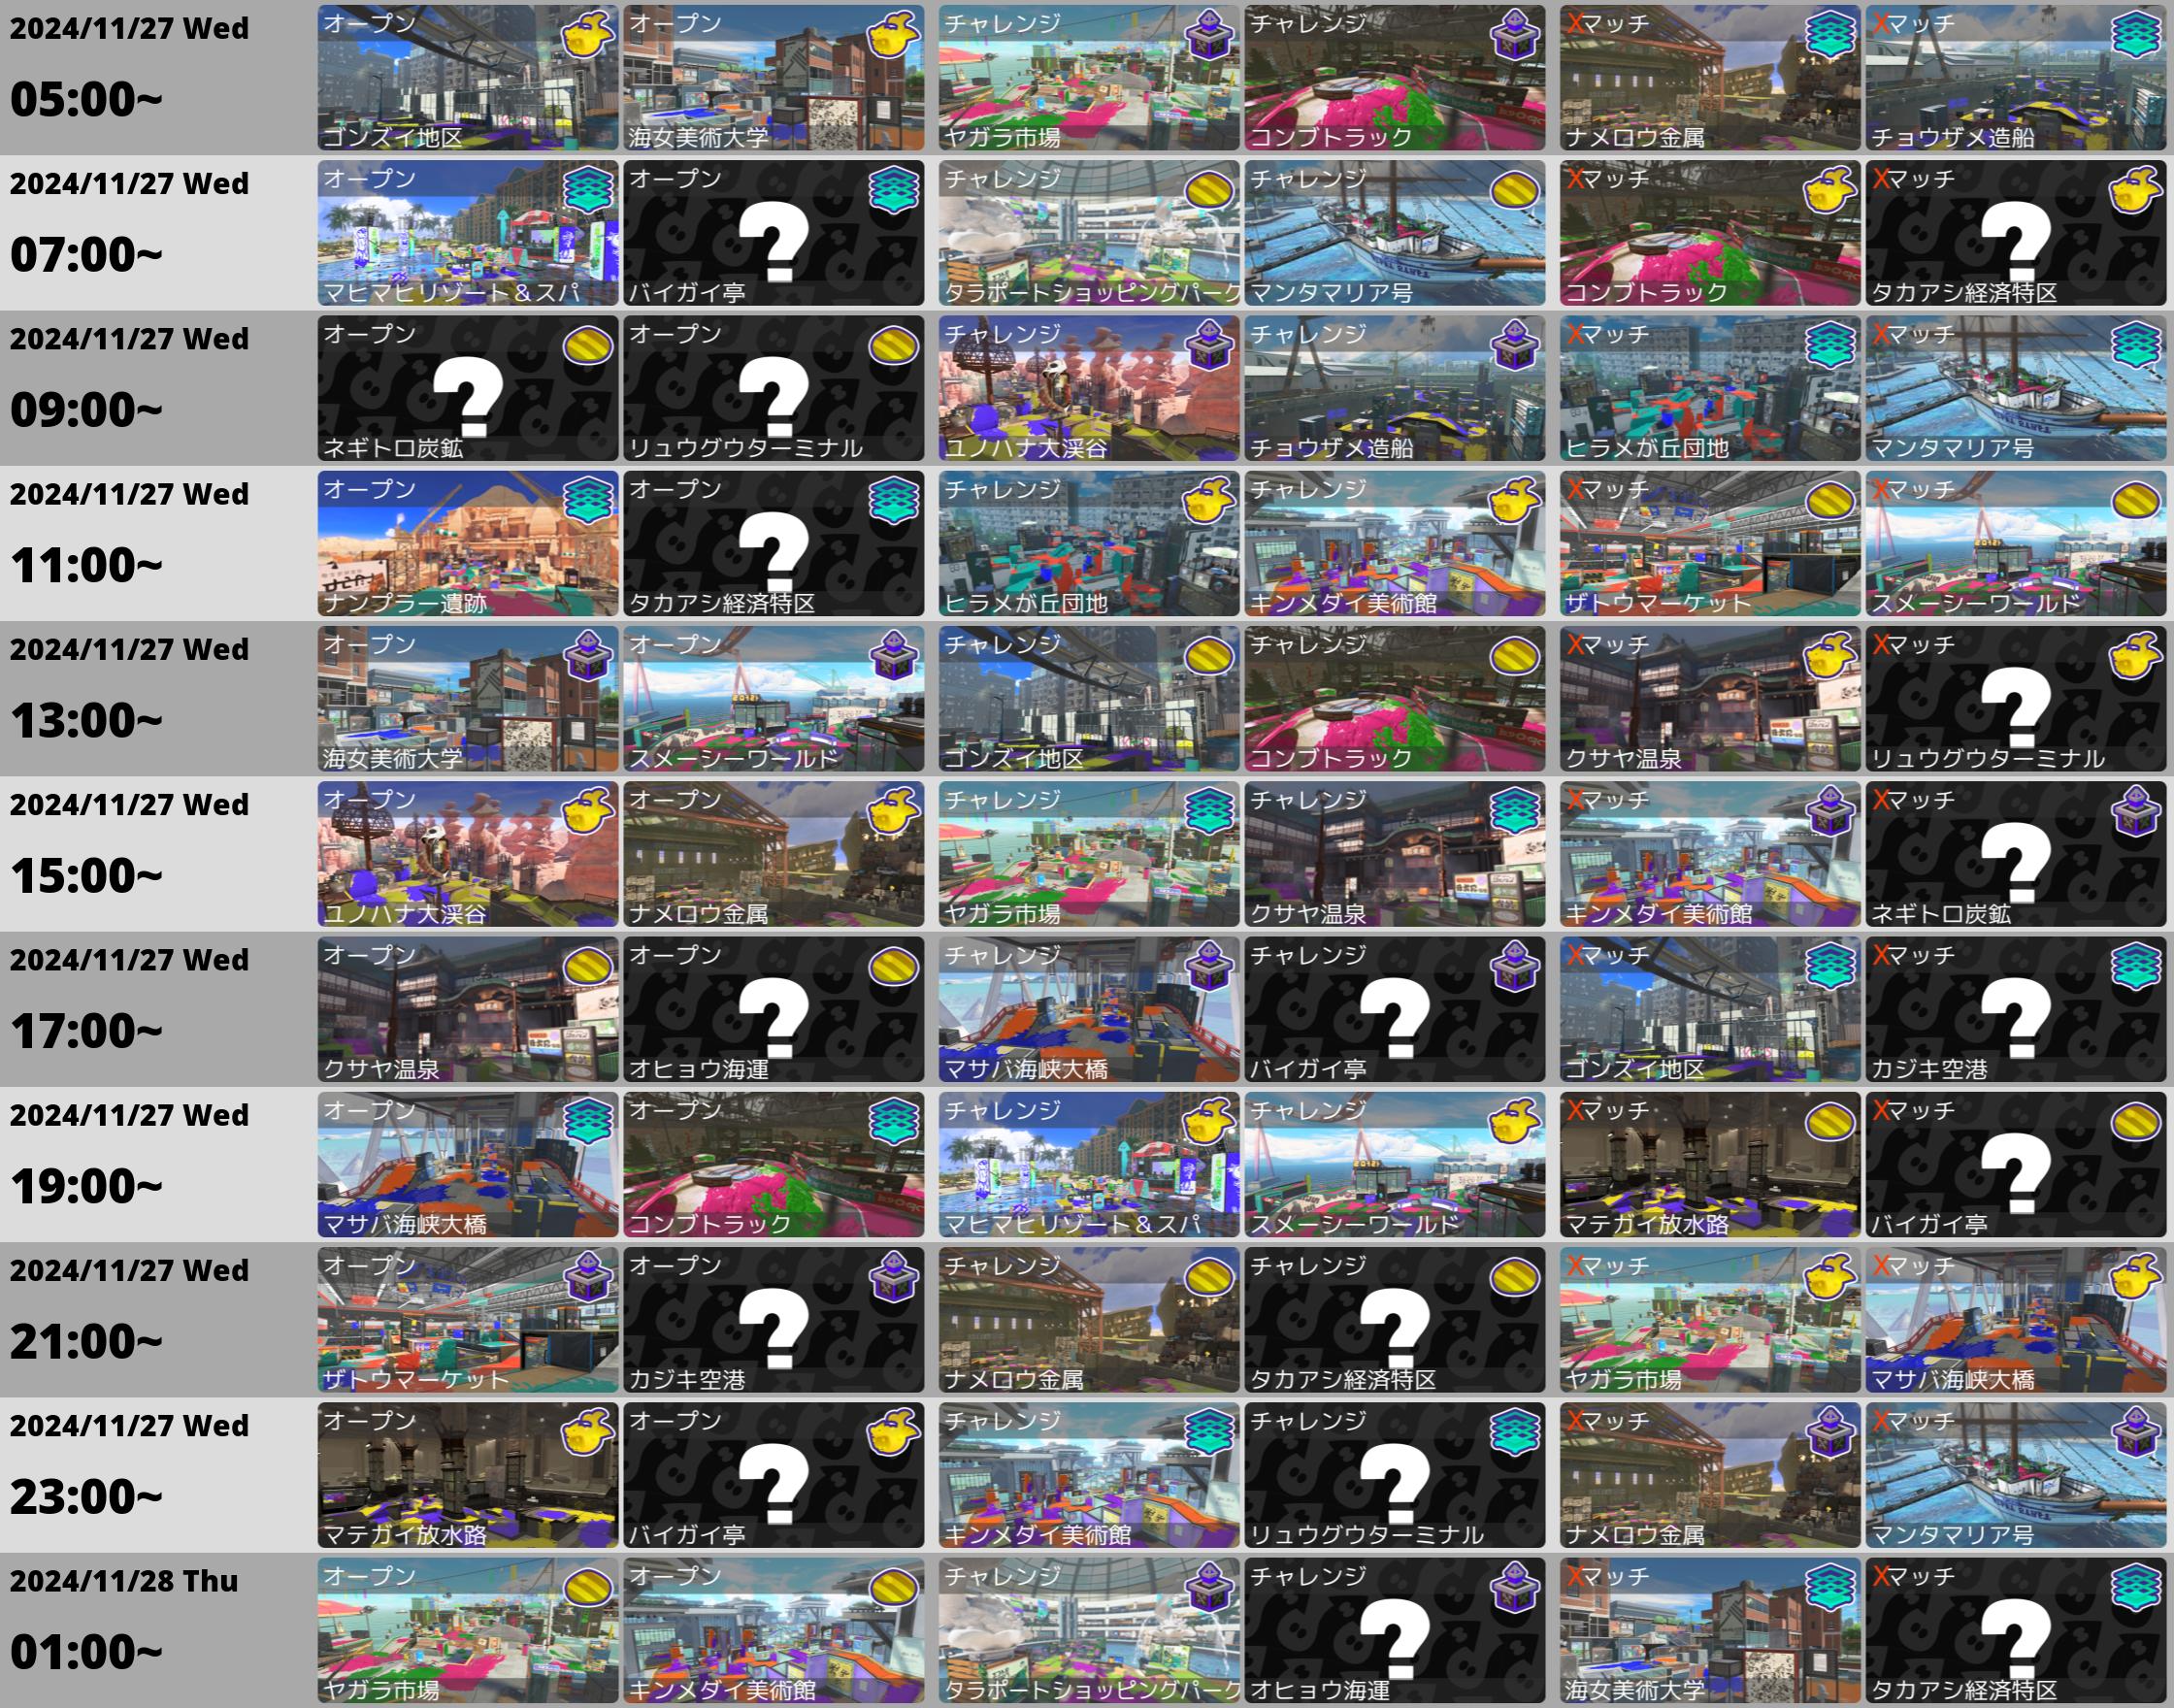 2024/11/27 Wed
05:00~
オープン オープン チャレンジ チャレンジ Xマッチ Xマッチ
ゴンズイ地区 海女美術大学 ヤガラ市場 コンブトラック ナメロウ金属 チョウザメ造船
2024/11/27 Wed
07:00~
オープン オープン チャレンジ チャレンジ Xマッチ Xマッチ
マヒマヒリゾート&スパ バイガイ亭 タラポートショッピングパーク マンタマリア号 コンブトラック タカアシ経済特区
2024/11/27 Wed
09:00~
オープン オープン チャレンジ チャレンジ Xマッチ Xマッチ
ネギトロ炭鉱 リュウグウターミナル ユノハナ大渓谷 チョウザメ造船 ヒラメが丘団地 マンタマリア号
2024/11/27 Wed
11:00~
オープン オープン チャレンジ チャレンジ Xマッチ Xマッチ
ナンプラー遺跡 タカアシ経済特区 ヒラメが丘団地 キンメダイ美術館 ザトウマーケット スメーシーワールド
2024/11/27 Wed
13:00~
オープン オープン チャレンジ チャレンジ Xマッチ Xマッチ
海女美術大学 スメーシーワールド ゴンズイ地区 コンブトラック クサヤ温泉 リュウグウターミナル
2024/11/27 Wed
15:00~
オープン オープン チャレンジ チャレンジ Xマッチ Xマッチ
ユノハナ大渓谷 ナメロウ金属 ヤガラ市場 クサヤ温泉 キンメダイ美術館 ネギトロ炭鉱
2024/11/27 Wed
17:00~
オープン オープン チャレンジ チャレンジ Xマッチ Xマッチ
クサヤ温泉 オヒョウ海運 マサバ海峡大橋 バイガイ亭 ゴンズイ地区 カジキ空港
2024/11/27 Wed
19:00~
オープン オープン チャレンジ チャレンジ Xマッチ Xマッチ
マサバ海峡大橋 コンブトラック マヒマヒリゾート&スパ スメーシーワールド マテガイ放水路 バイガイ亭
2024/11/27 Wed
21:00~
オープン オープン チャレンジ チャレンジ Xマッチ Xマッチ
ザトウマーケット カジキ空港 ナメロウ金属 タカアシ経済特区 ヤガラ市場 マサバ海峡大橋
2024/11/27 Wed
23:00~
オープン オープン チャレンジ チャレンジ Xマッチ Xマッチ
マテガイ放水路 バイガイ亭 キンメダイ美術館 リュウグウターミナル ナメロウ金属 マンタマリア号
2024/11/28 Thu
01:00~
オープン オープン チャレンジ チャレンジ Xマッチ Xマッチ
ヤガラ市場 キンメダイ美術館 タラポートショッピングパーク オヒョウ海運 海女美術大学 タカアシ経済特区